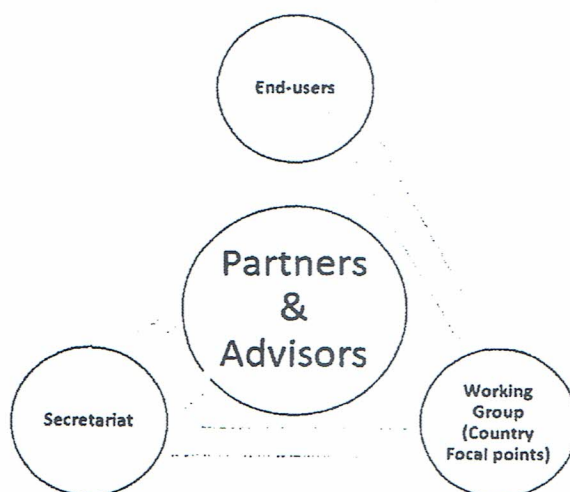 End-users
Partners
&
Advisors
Secretariat
Working
Group
(Country
Focal points)